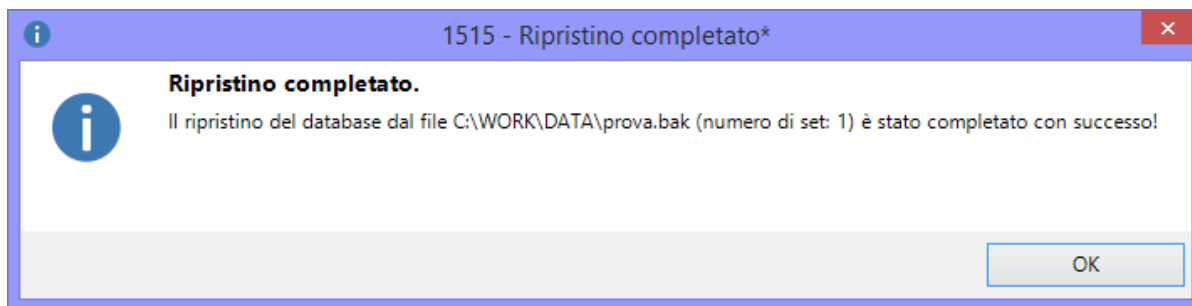 1515 - Ripristino completato*
Ripristino completato.
Il ripristino del database dal file C:\WORK\DATA\prova.bak (numero di set: 1) è stato completato con successo!
OK